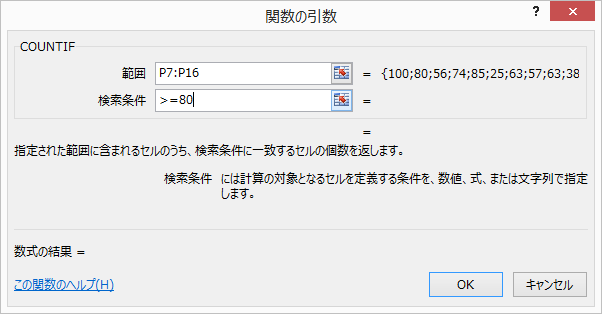 関数の引数
?
COUNTIF
範囲 P7:P16 = {100;80;56;74;85;25;63;57;63;38
検索条件 >=80 =
=
指定された範囲に含まれるセルのうち、検索条件に一致するセルの個数を返します。
検索条件 には計算の対象となるセルを定義する条件を、数値、式、または文字列で指定
します。
数式の結果 =
この関数のヘルプ(H)
OK
キャンセル